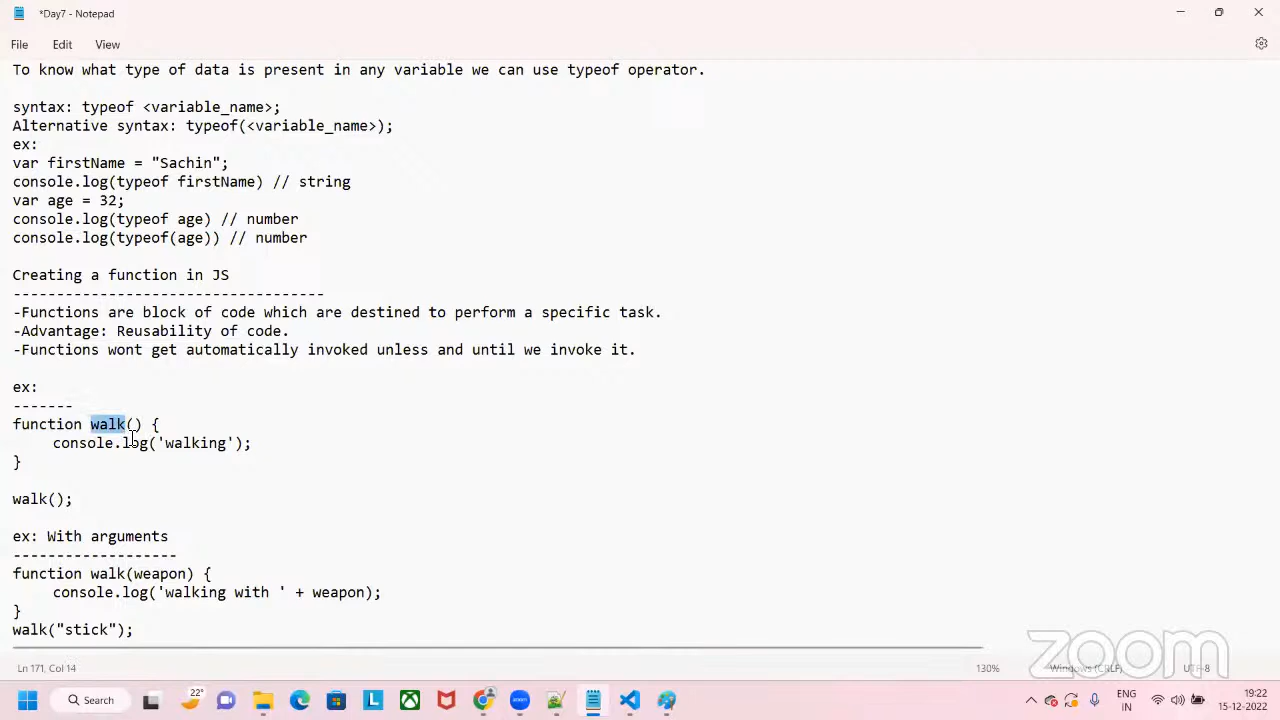 *Day7 - Notepad
File Edit View
To know what type of data is present in any variable we can use typeof operator.
syntax: typeof <variable_name>;
Alternative syntax: typeof(<variable_name>);
ex:
var firstName = "Sachin";
console.log(typeof firstName) // string
var age = 32;
console.log(typeof age) // number
console.log(typeof(age)) // number
Creating a function in JS
------------------------------------
-Functions are block of code which are destined to perform a specific task.
-Advantage: Reusability of code.
-Functions wont get automatically invoked unless and until we invoke it.
ex:
-------
function walk() {
console.log('walking');
}
walk();
ex: With arguments
-------------------
function walk(weapon) {
console.log('walking with ' + weapon);
}
walk("stick");
zoom
Ln 171, Col 14 130% Windows (CRLF) UTF-8
Search 22° ENG IN 19:22 15-12-2022